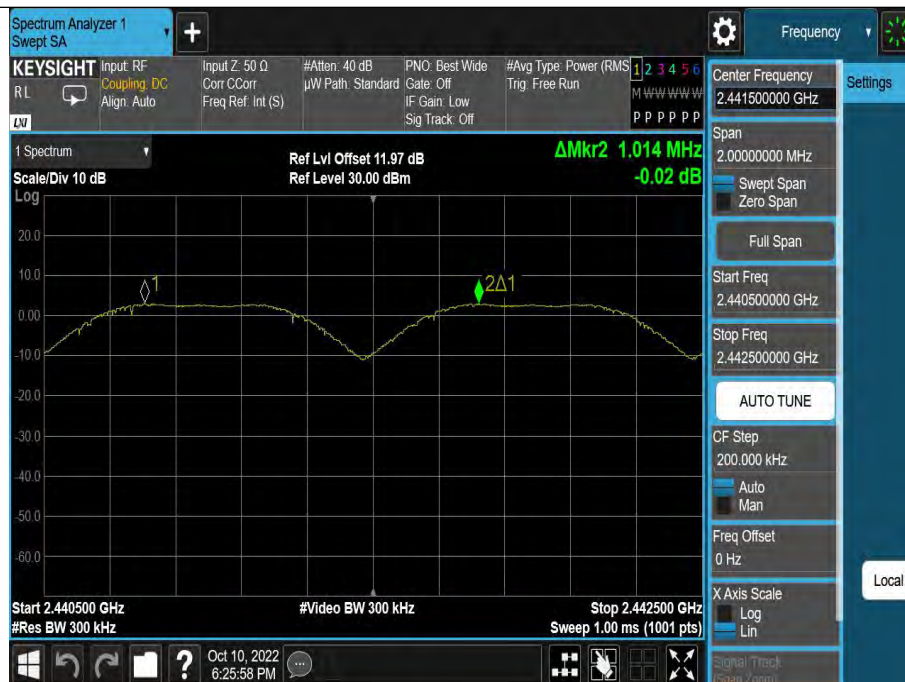 Spectrum Analyzer 1
Swept SA
Frequency
KEYSIGHT
RL
LXI
Input: RF
Coupling: DC
Align: Auto
Input Z: 50 Ω
Corr CCorr
Freq Ref: Int (S)
#Atten: 40 dB
µW Path: Standard
PNO: Best Wide
Gate: Off
IF Gain: Low
Sig Track: Off
#Avg Type: Power (RMS
Trig: Free Run
1 2 3 4 5 6
M W W W W W
P P P P P P
1 Spectrum
Scale/Div 10 dB
Log
Ref Lvl Offset 11.97 dB
Ref Level 30.00 dBm
ΔMkr2 1.014 MHz
-0.02 dB
20.0
10.0
0.00
-10.0
-20.0
-30.0
-40.0
-50.0
-60.0
1
2Δ1
Start 2.440500 GHz
#Res BW 300 kHz
#Video BW 300 kHz
Stop 2.442500 GHz
Sweep 1.00 ms (1001 pts)
Center Frequency
2.441500000 GHz
Settings
Span
2.00000000 MHz
Swept Span
Zero Span
Full Span
Start Freq
2.440500000 GHz
Stop Freq
2.442500000 GHz
AUTO TUNE
CF Step
200.000 kHz
Auto
Man
Freq Offset
0 Hz
X Axis Scale
Log
Lin
Local
Signal Track
(Span Zoom)
?
Oct 10, 2022
6:25:58 PM